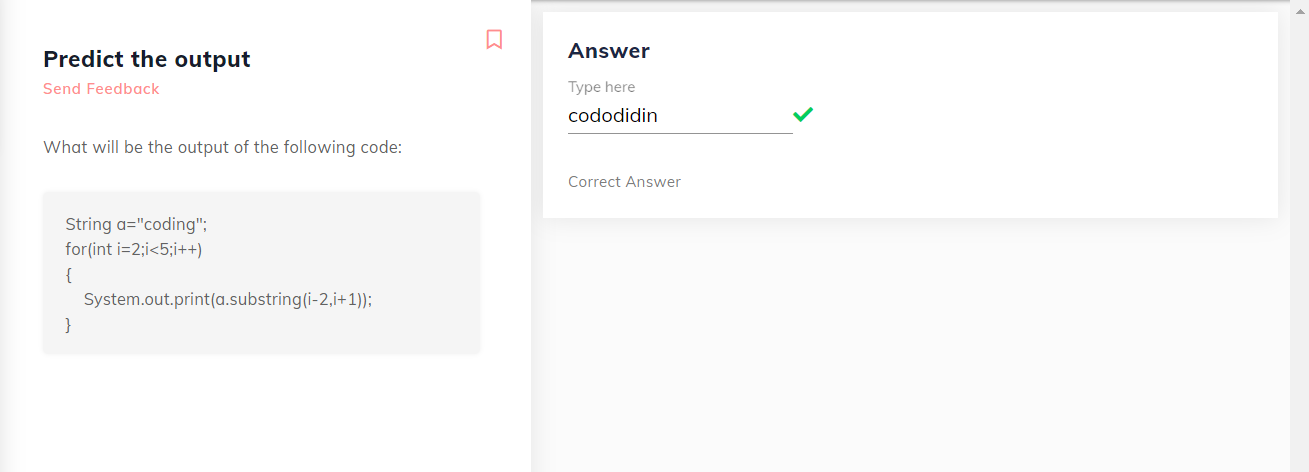 Predict the output
Send Feedback
What will be the output of the following code:
String a="coding";
for(int i=2;i<5;i++)
{
System.out.print(a.substring(i-2,i+1));
}
Answer
Type here
cododidin
Correct Answer